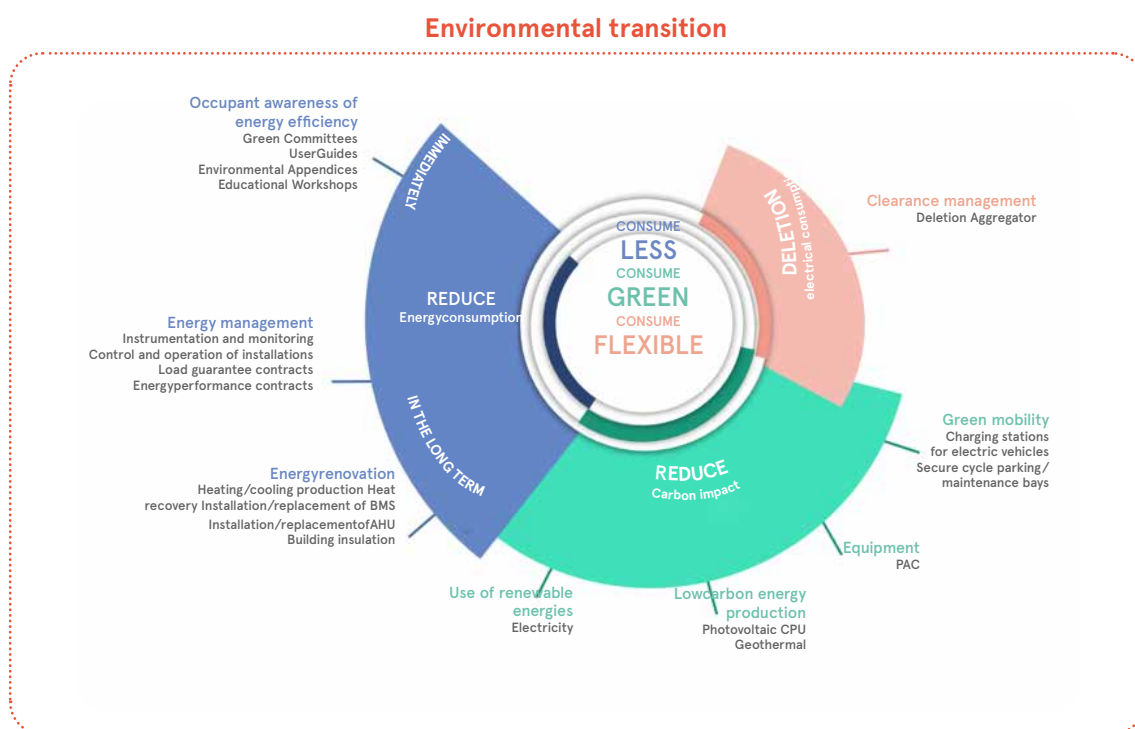 Environmental transition
Occupant awareness of
energy efficiency
Green Committees
UserGuides
Environmental Appendices
Educational Workshops
IMMEDIATELY
REDUCE
Energyconsumption
IN THE LONG TERM
Energy management
Instrumentation and monitoring
Control and operation of installations
Load guarantee contracts
Energyperformance contracts
Energyrenovation
Heating/cooling production Heat
recovery Installation/replacement of BMS
Installation/replacementofAHU
Building insulation
CONSUME
LESS
CONSUME
GREEN
CONSUME
FLEXIBLE
DELETION
electrical consumpti
Clearance management
Deletion Aggregator
REDUCE
Carbon impact
Green mobility
Charging stations
for electric vehicles
Secure cycle parking/
maintenance bays
Equipment
PAC
Lowcarbon energy
production
Photovoltaic CPU
Geothermal
Use of renewable
energies
Electricity